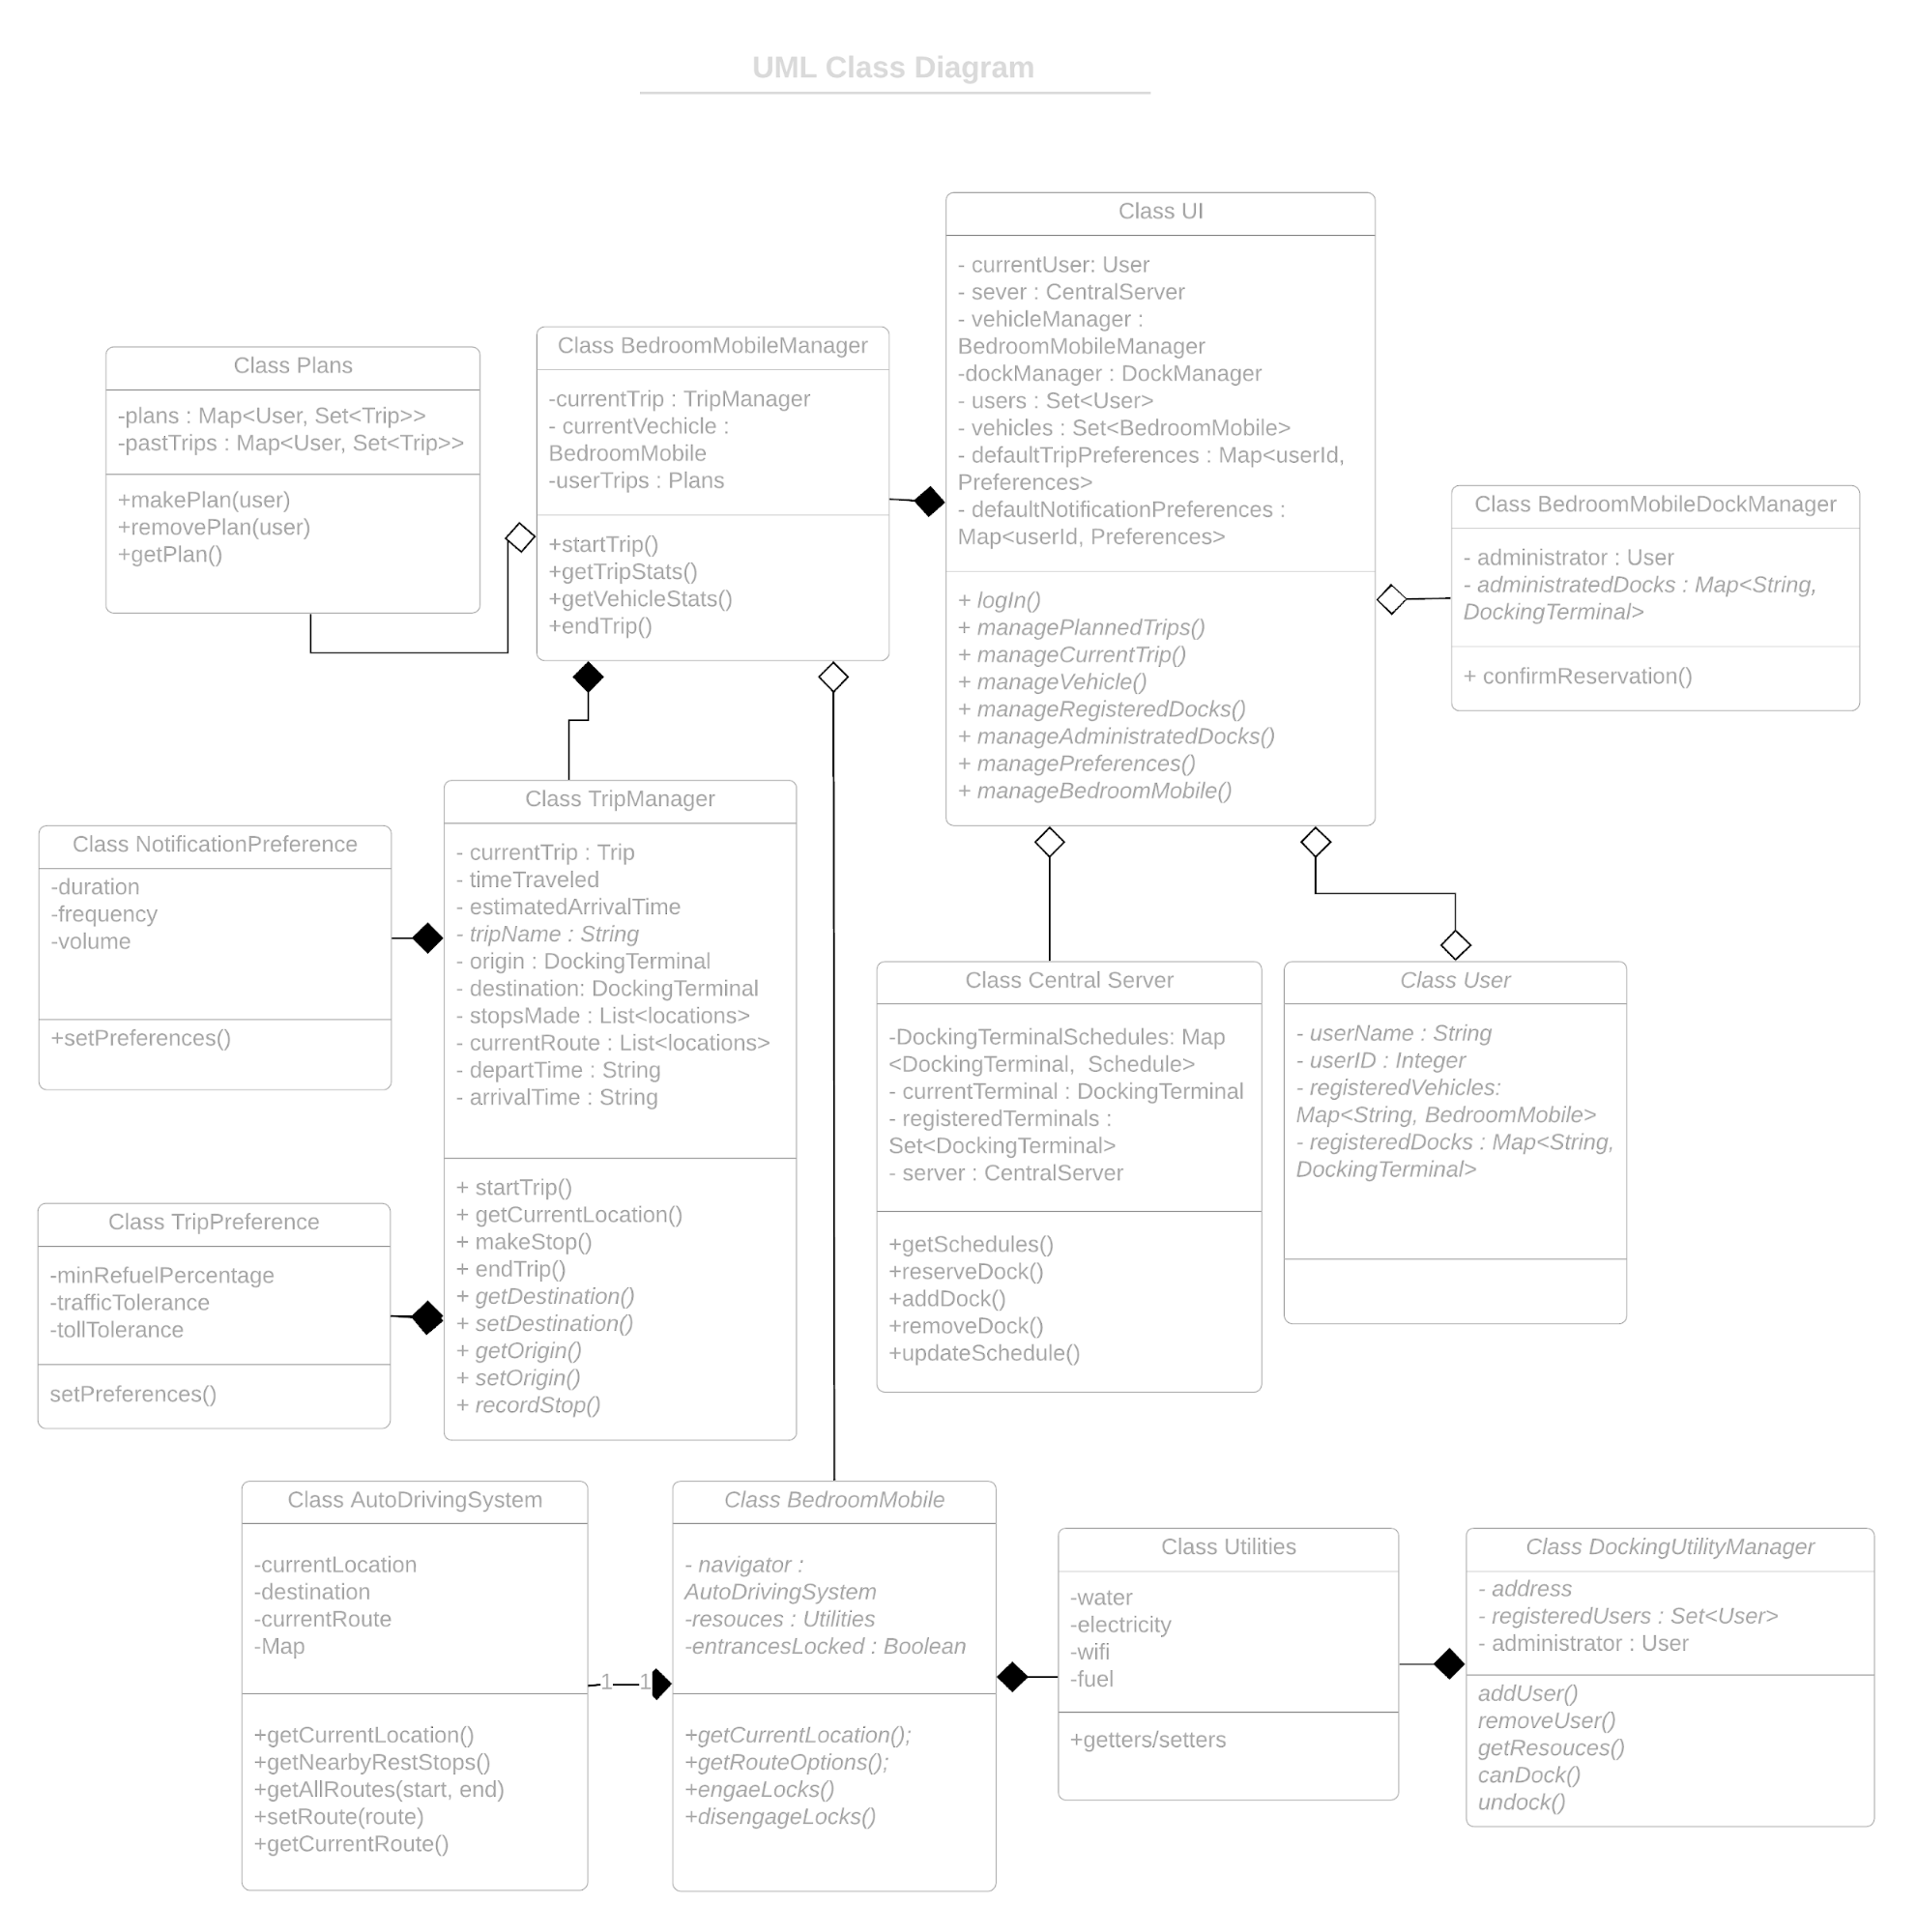 UML Class Diagram
Class UI
- currentUser: User
- sever : CentralServer
- vehicleManager :
BedroomMobileManager
-dockManager : DockManager
- users : Set<User>
- vehicles : Set<BedroomMobile>
- defaultTripPreferences : Map<userId,
Preferences>
- defaultNotificationPreferences :
Map<userId, Preferences>
+ logIn()
+ managePlannedTrips()
+ manageCurrentTrip()
+ manageVehicle()
+ manageRegisteredDocks()
+ manageAdministratedDocks()
+ managePreferences()
+ manageBedroomMobile()
Class BedroomMobileManager
-currentTrip : TripManager
- currentVechicle :
BedroomMobile
-userTrips : Plans
+startTrip()
+getTripStats()
+getVehicleStats()
+endTrip()
Class Plans
-plans : Map<User, Set<Trip>>
-pastTrips : Map<User, Set<Trip>>
+makePlan(user)
+removePlan(user)
+getPlan()
Class BedroomMobileDockManager
- administrator : User
- administratedDocks : Map<String,
DockingTerminal>
+ confirmReservation()
Class TripManager
- currentTrip : Trip
- timeTraveled
- estimatedArrivalTime
- tripName : String
- origin : DockingTerminal
- destination: DockingTerminal
- stopsMade : List<locations>
- currentRoute : List<locations>
- departTime : String
- arrivalTime : String
+ startTrip()
+ getCurrentLocation()
+ makeStop()
+ endTrip()
+ getDestination()
+ setDestination()
+ getOrigin()
+ setOrigin()
+ recordStop()
Class NotificationPreference
-duration
-frequency
-volume
+setPreferences()
Class TripPreference
-minRefuelPercentage
-trafficTolerance
-tollTolerance
setPreferences()
Class Central Server
-DockingTerminalSchedules: Map
<DockingTerminal, Schedule>
- currentTerminal : DockingTerminal
- registeredTerminals :
Set<DockingTerminal>
- server : CentralServer
+getSchedules()
+reserveDock()
+addDock()
+removeDock()
+updateSchedule()
Class User
- userName : String
- userID : Integer
- registeredVehicles:
Map<String, BedroomMobile>
- registeredDocks : Map<String,
DockingTerminal>
Class AutoDrivingSystem
-currentLocation
-destination
-currentRoute
-Map
+getCurrentLocation()
+getNearbyRestStops()
+getAllRoutes(start, end)
+setRoute(route)
+getCurrentRoute()
1 1
Class BedroomMobile
- navigator :
AutoDrivingSystem
-resouces : Utilities
-entrancesLocked : Boolean
+getCurrentLocation();
+getRouteOptions();
+engaeLocks()
+disengageLocks()
Class Utilities
-water
-electricity
-wifi
-fuel
+getters/setters
Class DockingUtilityManager
- address
- registeredUsers : Set<User>
- administrator : User
addUser()
removeUser()
getResouces()
canDock()
undock()